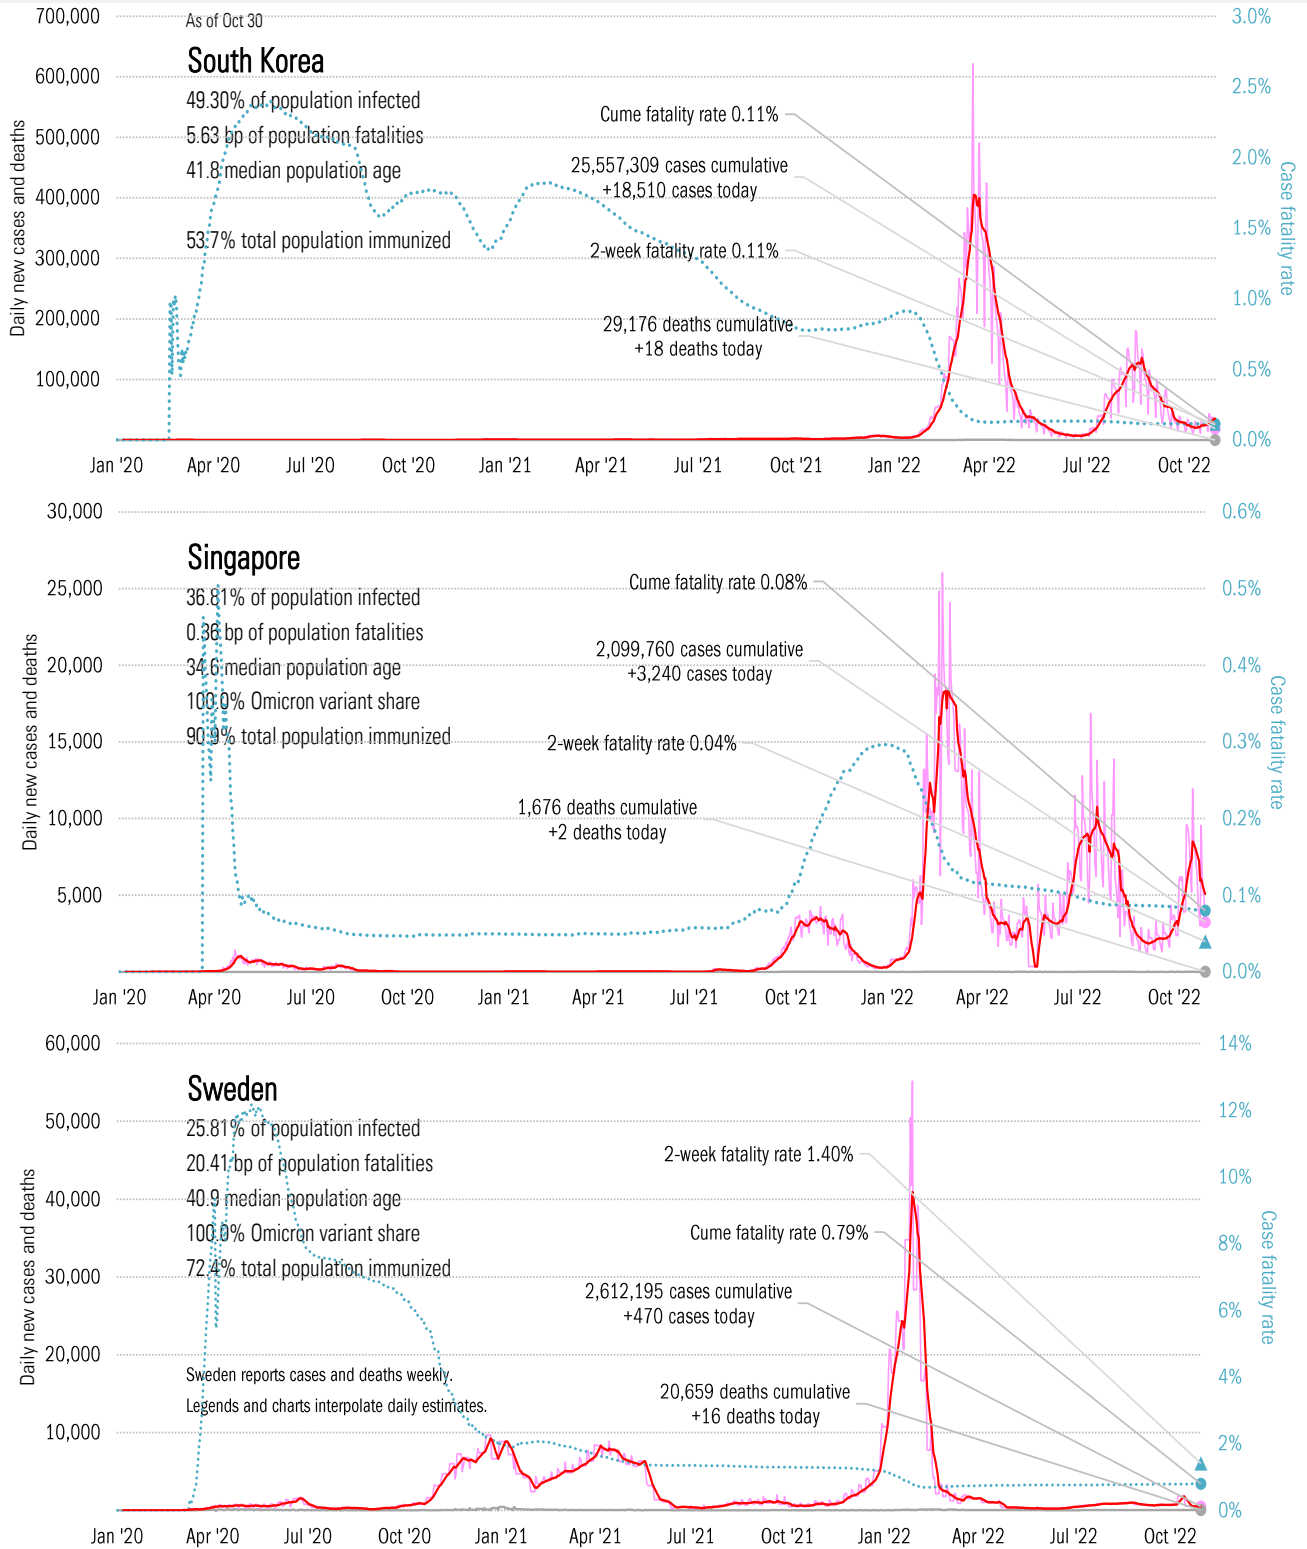 As of Oct 30
South Korea
49.30% of population infected
5.63 bp of population fatalities
41.8 median population age
53.7% total population immunized
Daily new cases and deaths
700,000
600,000
500,000
400,000
300,000
200,000
100,000
Cume fatality rate 0.11%
25,557,309 cases cumulative
+18,510 cases today
2-week fatality rate 0.11%
29,176 deaths cumulative
+18 deaths today
3.0%
2.5%
2.0%
1.5%
1.0%
0.5%
0.0%
Case fatality rate
Jan '20 Apr '20 Jul '20 Oct '20 Jan '21 Apr '21 Jul '21 Oct '21 Jan '22 Apr '22 Jul '22 Oct '22
Singapore
36.81% of population infected
0.36 bp of population fatalities
34.6 median population age
100.0% Omicron variant share
90.9% total population immunized
Daily new cases and deaths
30,000
25,000
20,000
15,000
10,000
5,000
Cume fatality rate 0.08%
2,099,760 cases cumulative
+3,240 cases today
2-week fatality rate 0.04%
1,676 deaths cumulative
+2 deaths today
0.6%
0.5%
0.4%
0.3%
0.2%
0.1%
0.0%
Case fatality rate
Jan '20 Apr '20 Jul '20 Oct '20 Jan '21 Apr '21 Jul '21 Oct '21 Jan '22 Apr '22 Jul '22 Oct '22
Sweden
25.81% of population infected
20.41 bp of population fatalities
40.9 median population age
100.0% Omicron variant share
72.4% total population immunized
Sweden reports cases and deaths weekly.
Legends and charts interpolate daily estimates.
Daily new cases and deaths
60,000
50,000
40,000
30,000
20,000
10,000
2-week fatality rate 1.40%
Cume fatality rate 0.79%
2,612,195 cases cumulative
+470 cases today
20,659 deaths cumulative
+16 deaths today
14%
12%
10%
8%
6%
4%
2%
0%
Case fatality rate
Jan '20 Apr '20 Jul '20 Oct '20 Jan '21 Apr '21 Jul '21 Oct '21 Jan '22 Apr '22 Jul '22 Oct '22